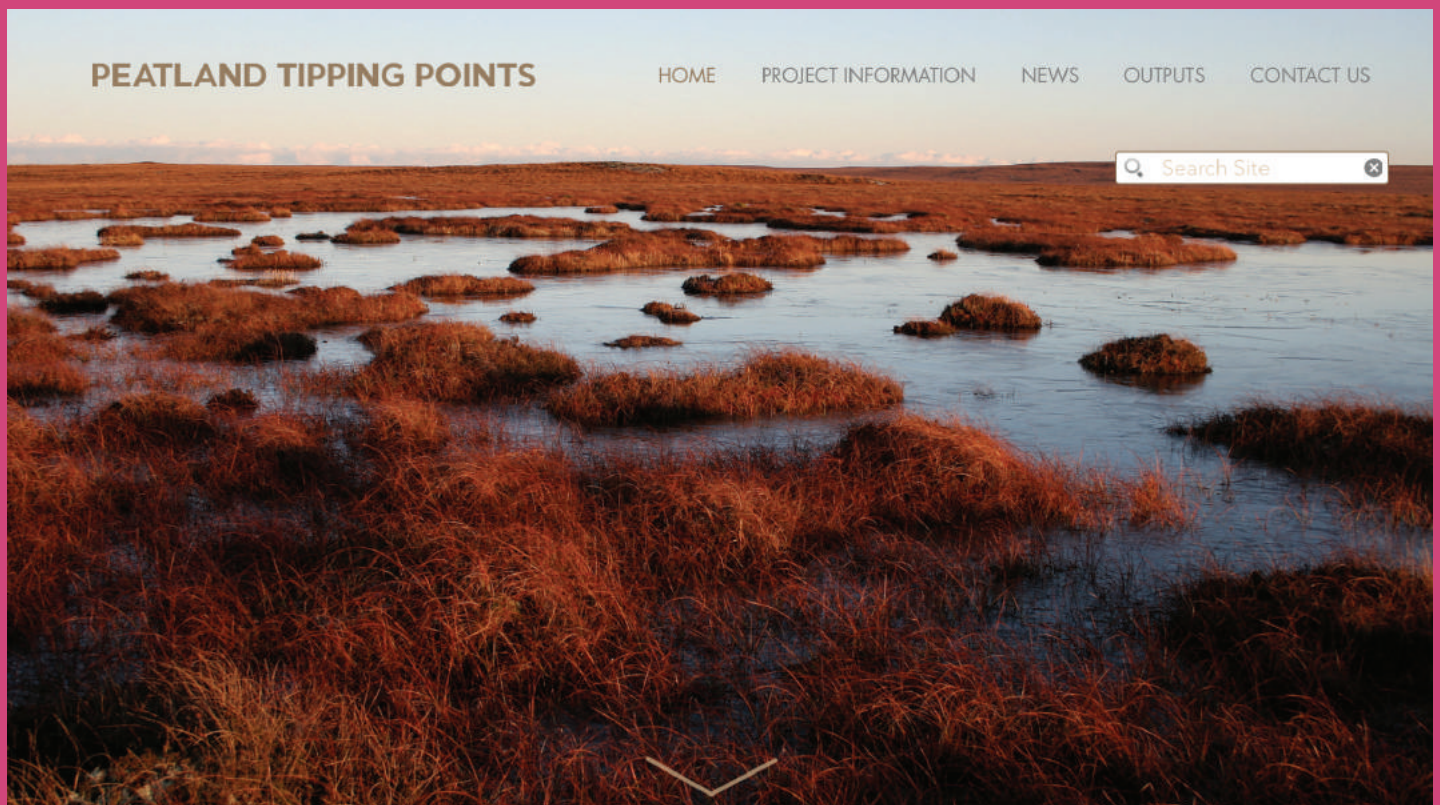 PEATLAND TIPPING POINTS
HOME PROJECT INFORMATION NEWS OUTPUTS CONTACT US
Search Site